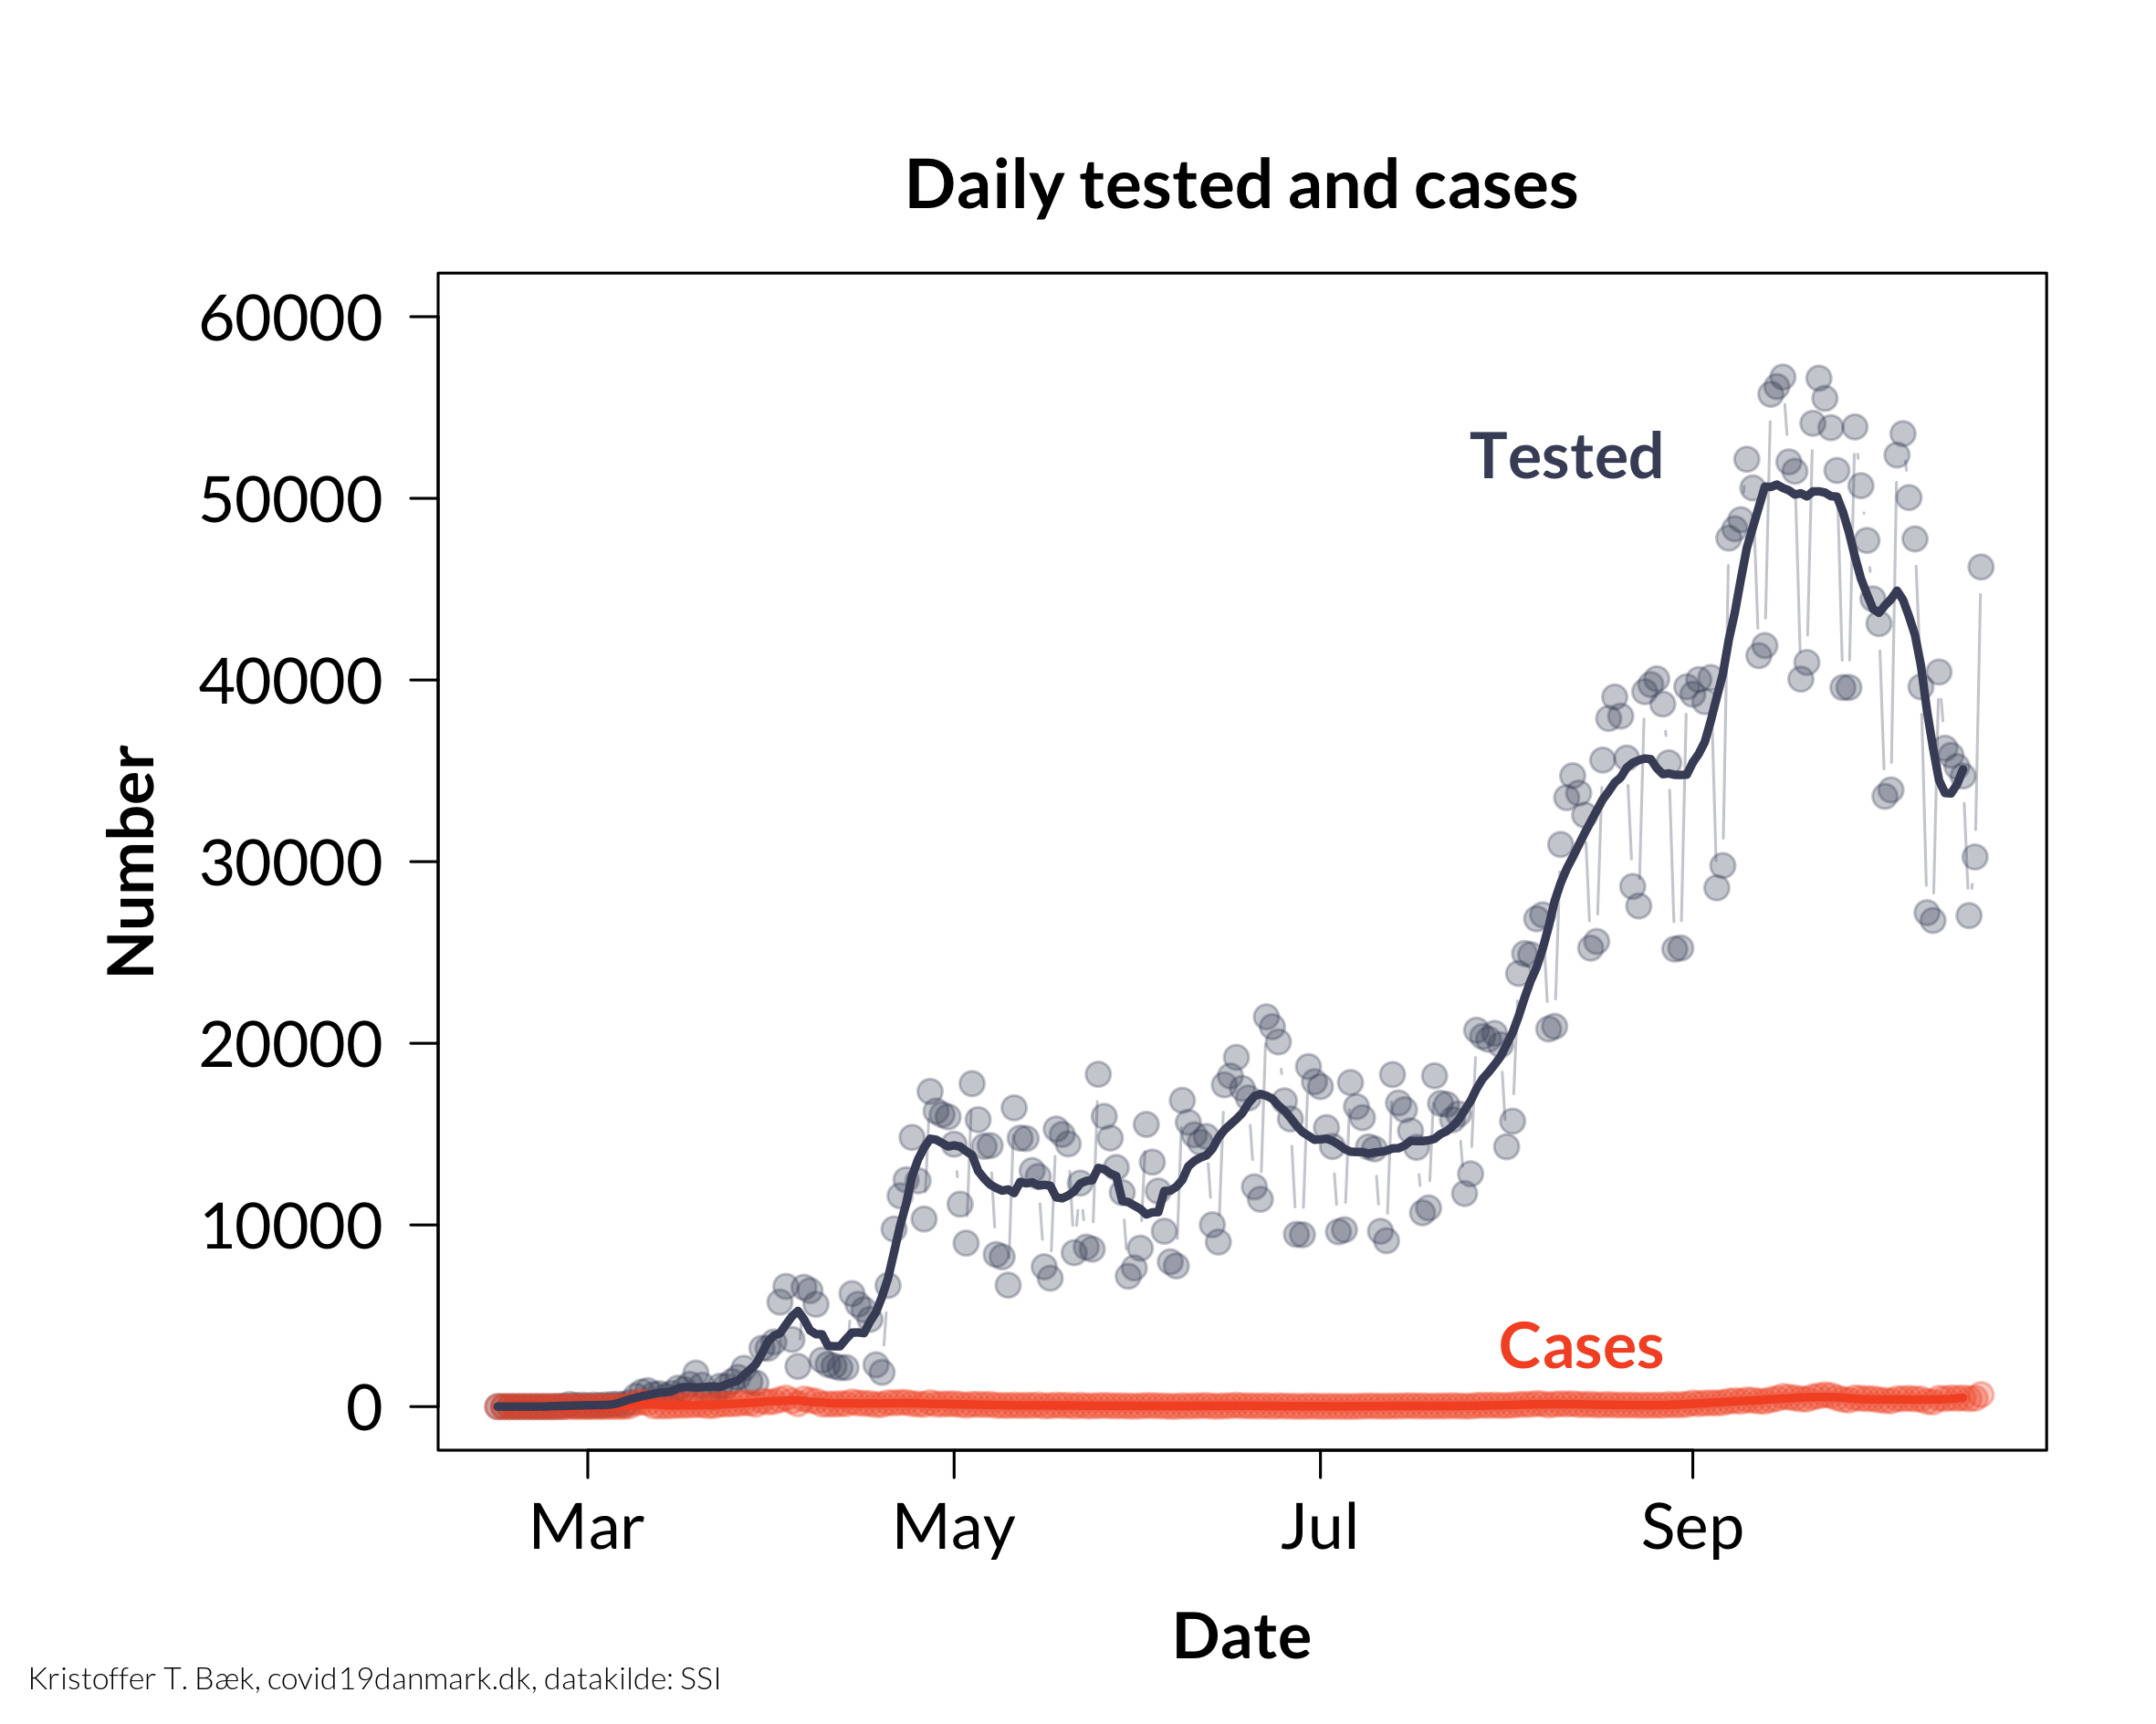 Daily tested and cases
60000
50000
40000
30000
20000
10000
0
Number
Tested
Cases
Mar May Jul Sep
Date
Kristoffer T. Bæk, covid19danmark.dk, datakilde: SSI